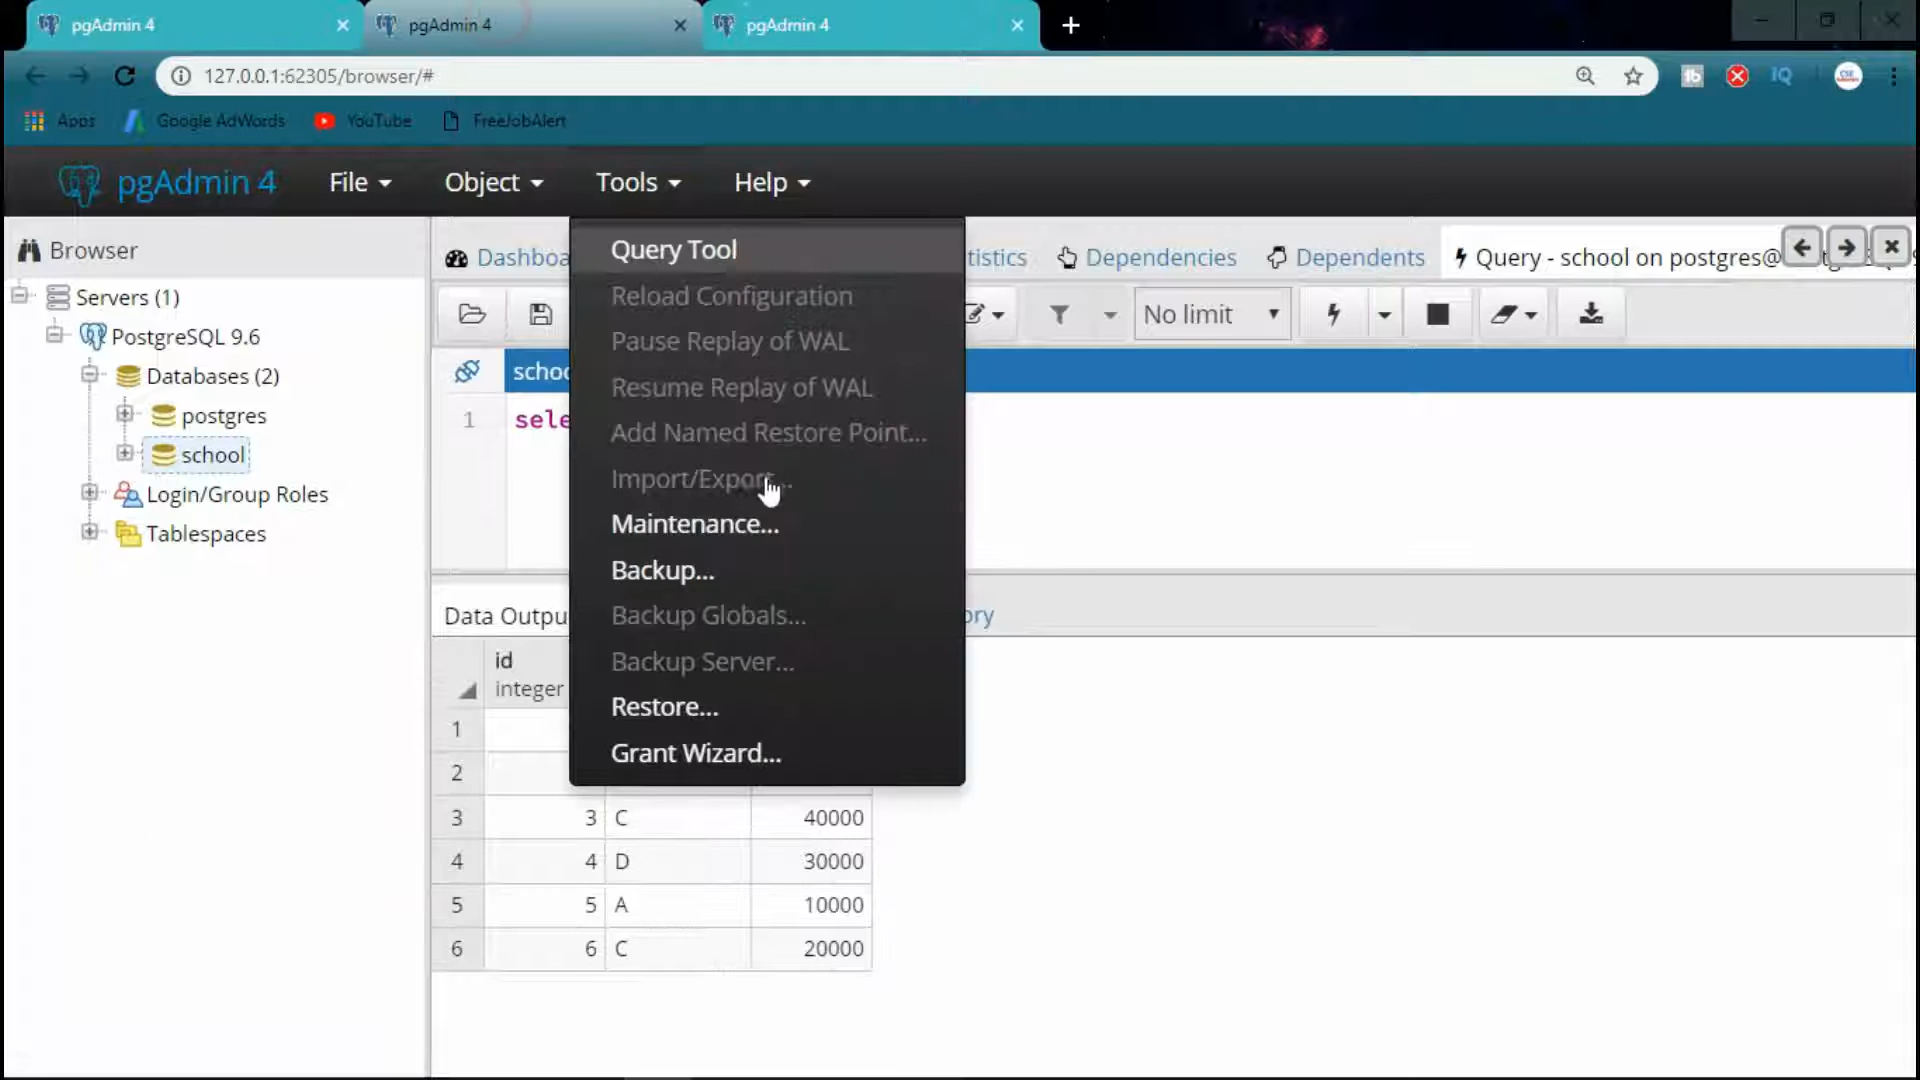 pgAdmin 4
pgAdmin 4
pgAdmin 4
127.0.0.1:62305/browser/#
Apps
Google AdWords
YouTube
FreeJobAlert
pgAdmin 4
File
Object
Tools
Help
Browser
Servers (1)
PostgreSQL 9.6
Databases (2)
postgres
school
Login/Group Roles
Tablespaces
Query Tool
Reload Configuration
Pause Replay of WAL
Resume Replay of WAL
Add Named Restore Point...
Import/Export...
Maintenance...
Backup...
Backup Globals...
Backup Server...
Restore...
Grant Wizard...
Dashboa
tistics
Dependencies
Dependents
Query - school on postgres@
No limit
schoo
1 sele
Data Outpu
ory
id
integer
1
2
3 3 C 40000
4 4 D 30000
5 5 A 10000
6 6 C 20000